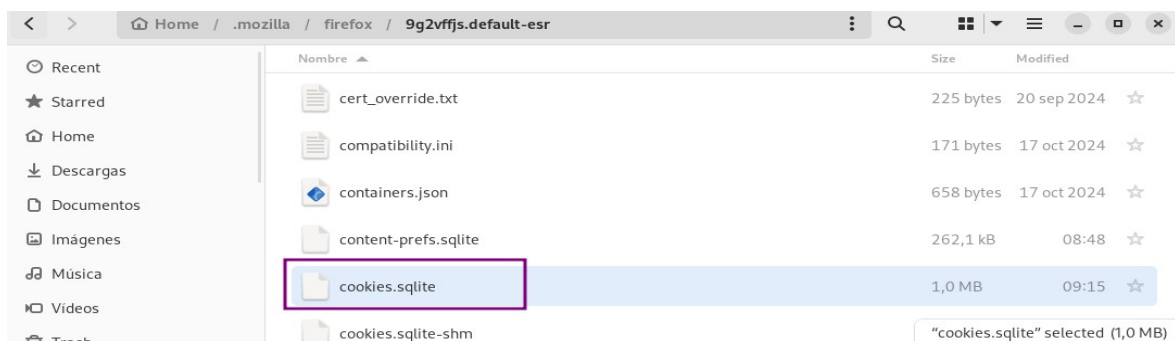 Home / .mozilla / firefox / 9g2vffjs.default-esr
Recent
Starred
Home
Descargas
Documentos
Imágenes
Música
Vídeos
Trash
Nombre Size Modified
cert_override.txt 225 bytes 20 sep 2024
compatibility.ini 171 bytes 17 oct 2024
containers.json 658 bytes 17 oct 2024
content-prefs.sqlite 262,1 kB 08:48
cookies.sqlite 1,0 MB 09:15
cookies.sqlite-shm
“cookies.sqlite” selected (1,0 MB)